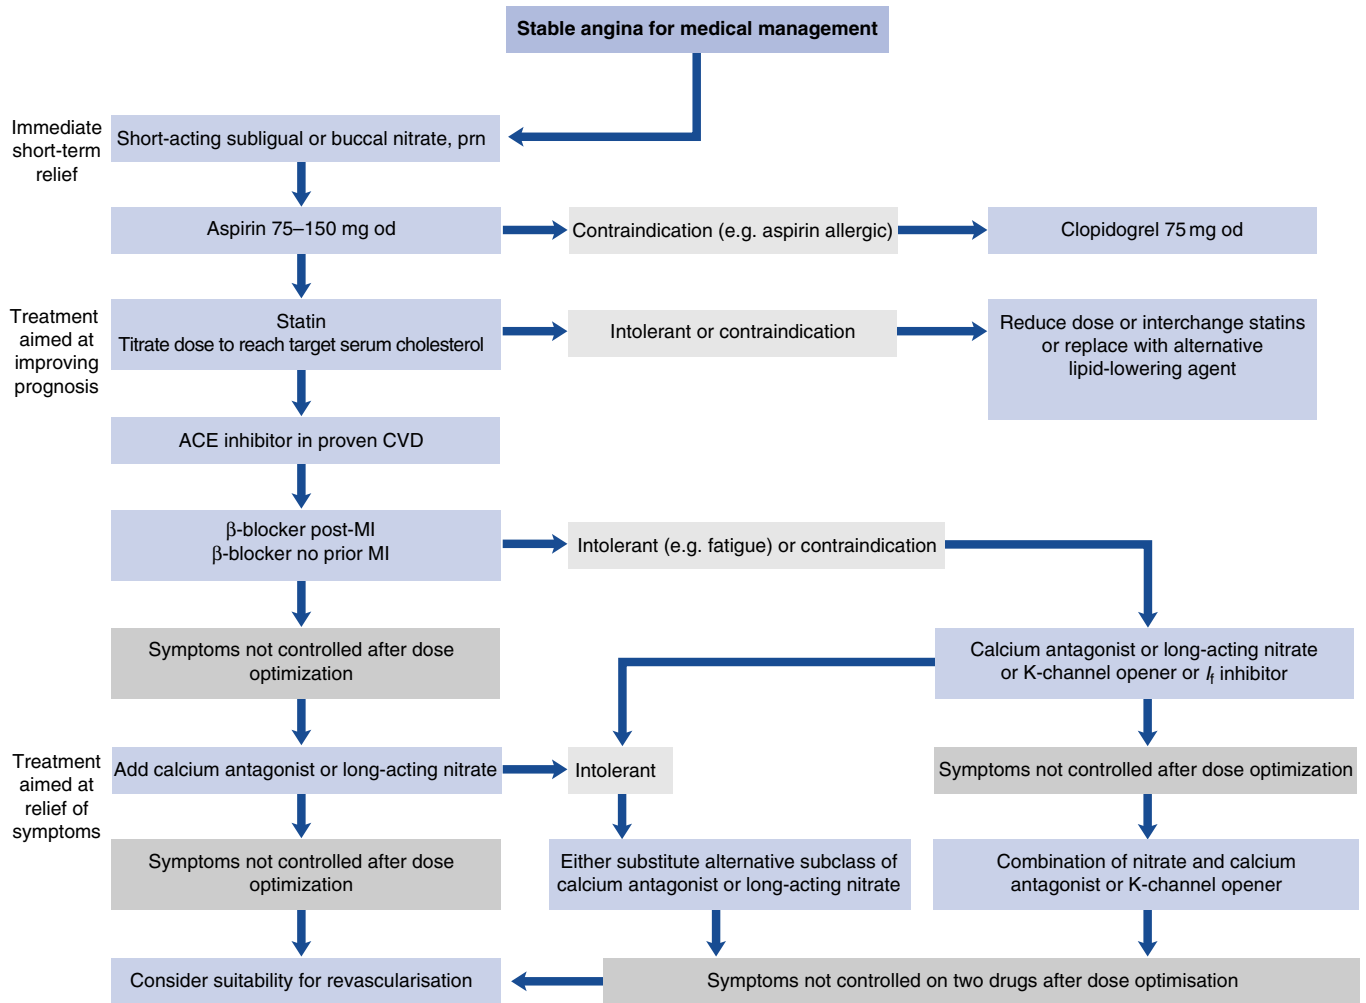 Stable angina for medical management
Immediate
short-term
relief
Short-acting subligual or buccal nitrate, prn
Aspirin 75–150 mg od
Contraindication (e.g. aspirin allergic)
Clopidogrel 75 mg od
Treatment
aimed at
improving
prognosis
Statin
Titrate dose to reach target serum cholesterol
Intolerant or contraindication
Reduce dose or interchange statins
or replace with alternative
lipid-lowering agent
ACE inhibitor in proven CVD
β-blocker post-MI
β-blocker no prior MI
Intolerant (e.g. fatigue) or contraindication
Symptoms not controlled after dose
optimization
Calcium antagonist or long-acting nitrate
or K-channel opener or If inhibitor
Treatment
aimed at
relief of
symptoms
Add calcium antagonist or long-acting nitrate
Intolerant
Symptoms not controlled after dose optimization
Symptoms not controlled after dose
optimization
Either substitute alternative subclass of
calcium antagonist or long-acting nitrate
Combination of nitrate and calcium
antagonist or K-channel opener
Consider suitability for revascularisation
Symptoms not controlled on two drugs after dose optimisation